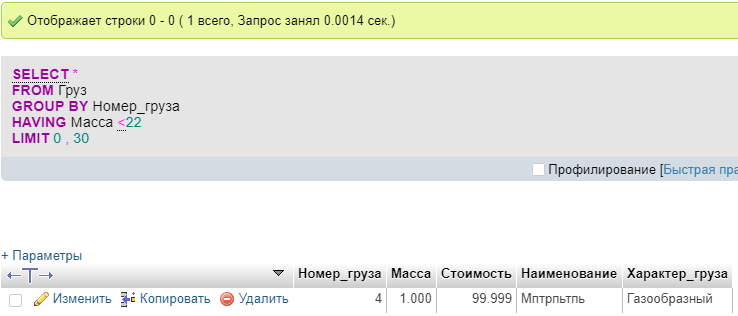 Отображает строки 0 - 0 ( 1 всего, Запрос занял 0.0014 сек.)
SELECT *
FROM Груз
GROUP BY Номер_груза
HAVING Масса <22
LIMIT 0 , 30
Профилирование [Быстрая пра
+ Параметры
←T→ Номер_груза Масса Стоимость Наименование Характер_груза
Изменить Копировать Удалить 4 1.000 99.999 Мптрпьтпь Газообразный